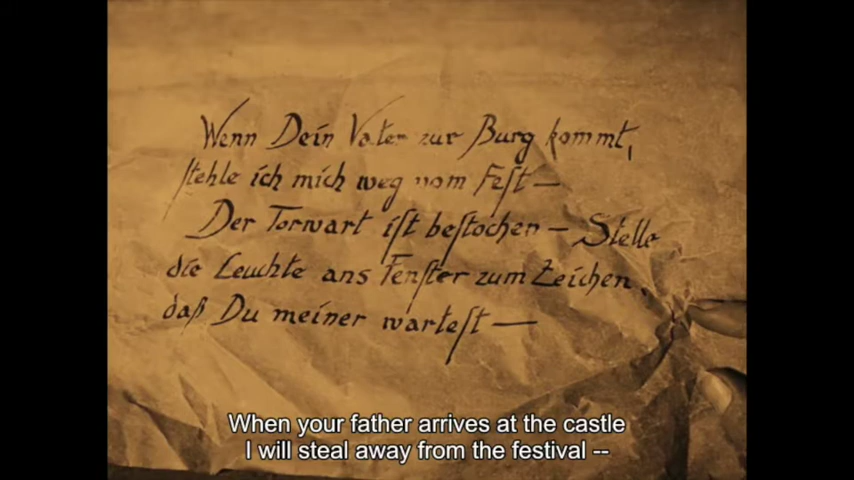 Wenn Dein Vater zur Burg kommt,
stehle ich mich weg vom Fest —
Der Torwart ist bestochen — Stelle
die Leuchte ans Fenster zum Zeichen,
daß Du meiner wartest —
When your father arrives at the castle
I will steal away from the festival --